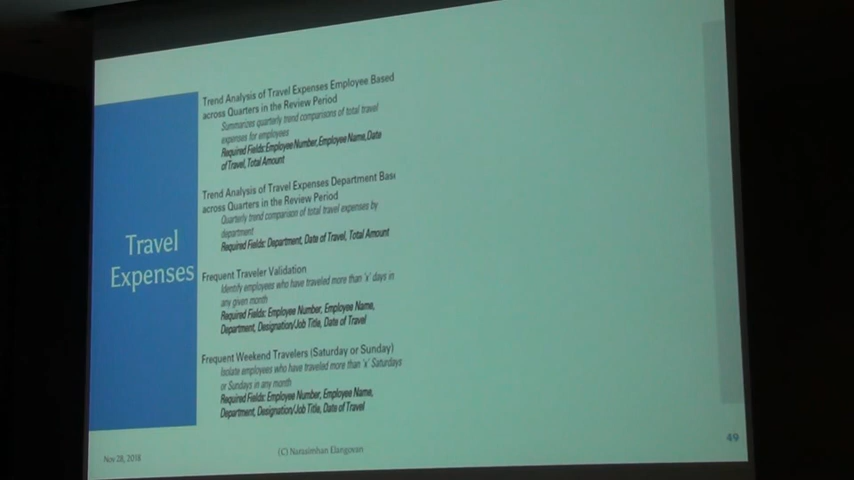 Travel
Expenses
Trend Analysis of Travel Expenses Employee Based
across Quarters in the Review Period
Summarizes quarterly trend comparisons of total travel
expenses for employees
Required Fields:Employee Number,Employee Name,Date
of Travel, Total Amount
Trend Analysis of Travel Expenses Department Base
across Quarters in the Review Period
Quarterly trend comparison of total travel expenses by
department
Required Fields: Department, Date of Travel, Total Amount
Frequent Traveler Validation
Identify employees who have traveled more than 'x' days in
any given month
Required Fields: Employee Number, Employee Name,
Department, Designation/Job Title, Date of Travel
Frequent Weekend Travelers (Saturday or Sunday)
Isolate employees who have traveled more than 'x' Saturdays
or Sundays in any month
Required Fields: Employee Number, Employee Name,
Department, Designation/Job Title, Date of Travel
Nov 28, 2018
(C) Narasimhan Elangovan
49